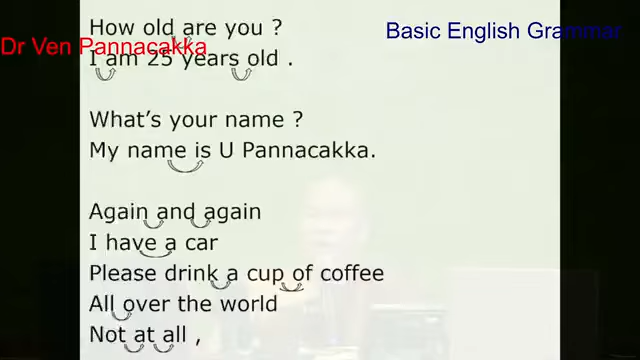 How old are you ?
Basic English Grammar
Dr Ven Pannacakka
I am 25 years old .
What's your name ?
My name is U Pannacakka.
Again and again
I have a car
Please drink a cup of coffee
All over the world
Not at all ,